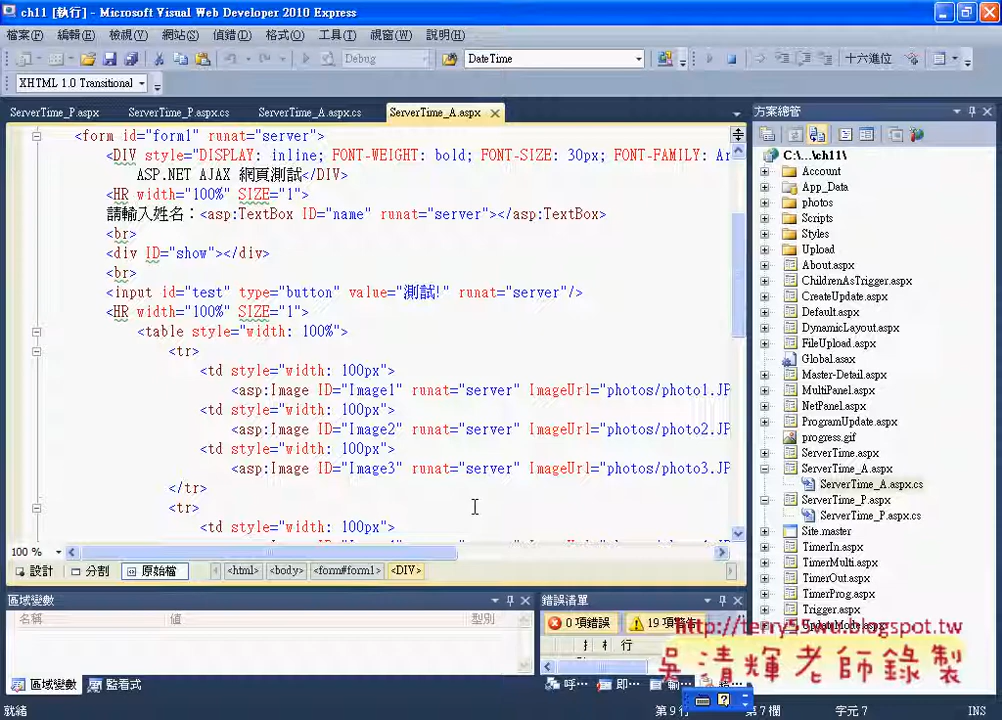 ch11 [執行] - Microsoft Visual Web Developer 2010 Express
檔案(F) 編輯(E) 檢視(V) 網站(S) 偵錯(D) 格式(O) 工具(T) 視窗(W) 說明(H)
Debug DateTime 十六進位
XHTML 1.0 Transitional
ServerTime_P.aspx ServerTime_P.aspx.cs ServerTime_A.aspx.cs ServerTime_A.aspx
<form id="form1" runat="server">
<DIV style="DISPLAY: inline; FONT-WEIGHT: bold; FONT-SIZE: 30px; FONT-FAMILY: Ar
ASP.NET AJAX 網頁測試</DIV>
<HR width="100%" SIZE="1">
請輸入姓名：<asp:TextBox ID="name" runat="server"></asp:TextBox>
<br>
<div ID="show"></div>
<br>
<input id="test" type="button" value="測試!" runat="server"/>
<HR width="100%" SIZE="1">
<table style="width: 100%">
<tr>
<td style="width: 100px">
<asp:Image ID="Image1" runat="server" ImageUrl="photos/photo1.JP
<td style="width: 100px">
<asp:Image ID="Image2" runat="server" ImageUrl="photos/photo2.JP
<td style="width: 100px">
<asp:Image ID="Image3" runat="server" ImageUrl="photos/photo3.JP
</tr>
<tr>
<td style="width: 100px">
100 %
設計 分割 原始檔 <html> <body> <form#form1> <DIV>
方案總管
C:\...\ch11\
Account
App_Data
photos
Scripts
Styles
Upload
About.aspx
ChildrenAsTrigger.aspx
CreateUpdate.aspx
Default.aspx
DynamicLayout.aspx
FileUpload.aspx
Global.asax
Master-Detail.aspx
MultiPanel.aspx
NetPanel.aspx
ProgramUpdate.aspx
progress.gif
ServerTime.aspx
ServerTime_A.aspx
ServerTime_A.aspx.cs
ServerTime_P.aspx
ServerTime_P.aspx.cs
Site.master
TimerIn.aspx
TimerMulti.aspx
TimerOut.aspx
TimerProg.aspx
Trigger.aspx
UpdateMode.aspx
區域變數
名稱 值 型別
區域變數 監看式
錯誤清單
0 項錯誤 19 項警告
行
呼... 即...
http://terry55wu.blogspot.tw
吳清輝老師錄製
就緒 第 9 行 第 7 欄 字元 7 INS